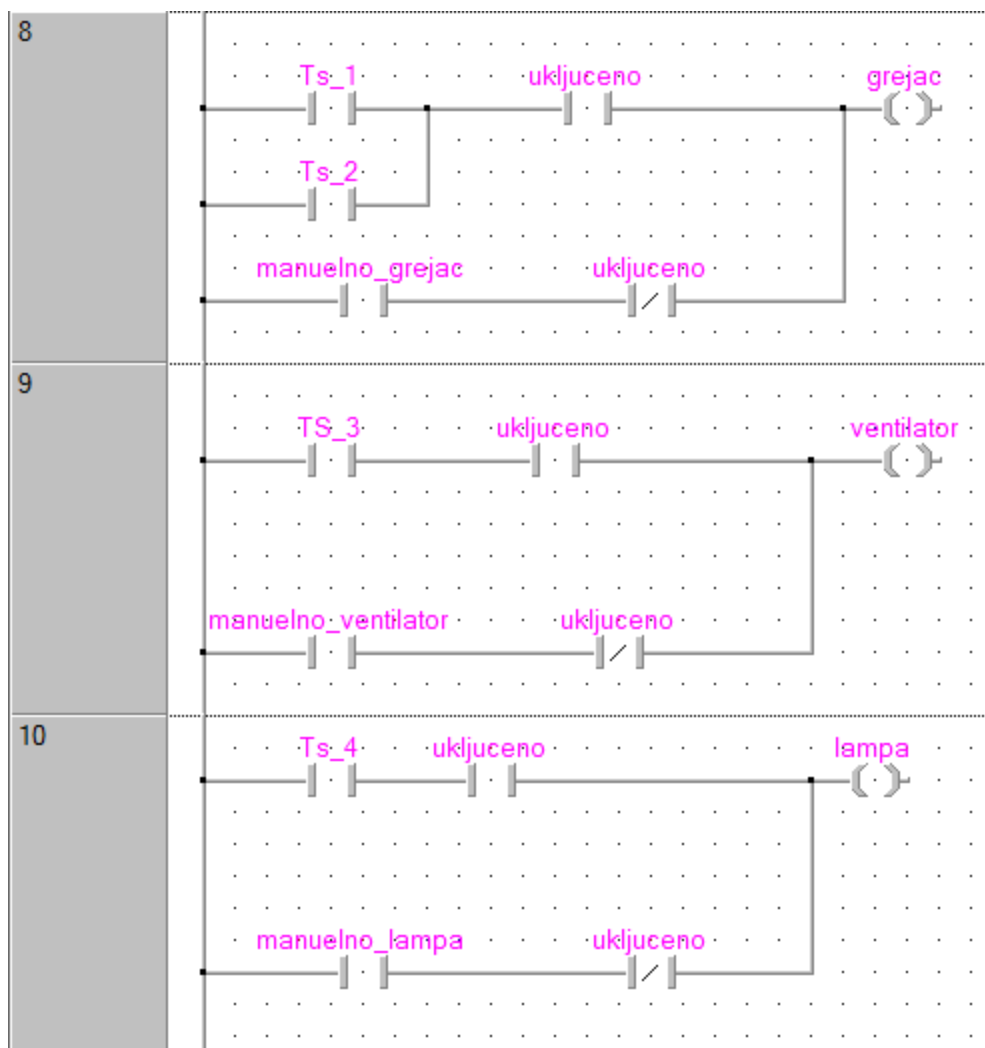 8
Ts_1 ukljuceno grejac
Ts_2
manuelno_grejac ukljuceno
9
TS_3 ukljuceno ventilator
manuelno_ventilator ukljuceno
10
Ts_4 ukljuceno lampa
manuelno_lampa ukljuceno